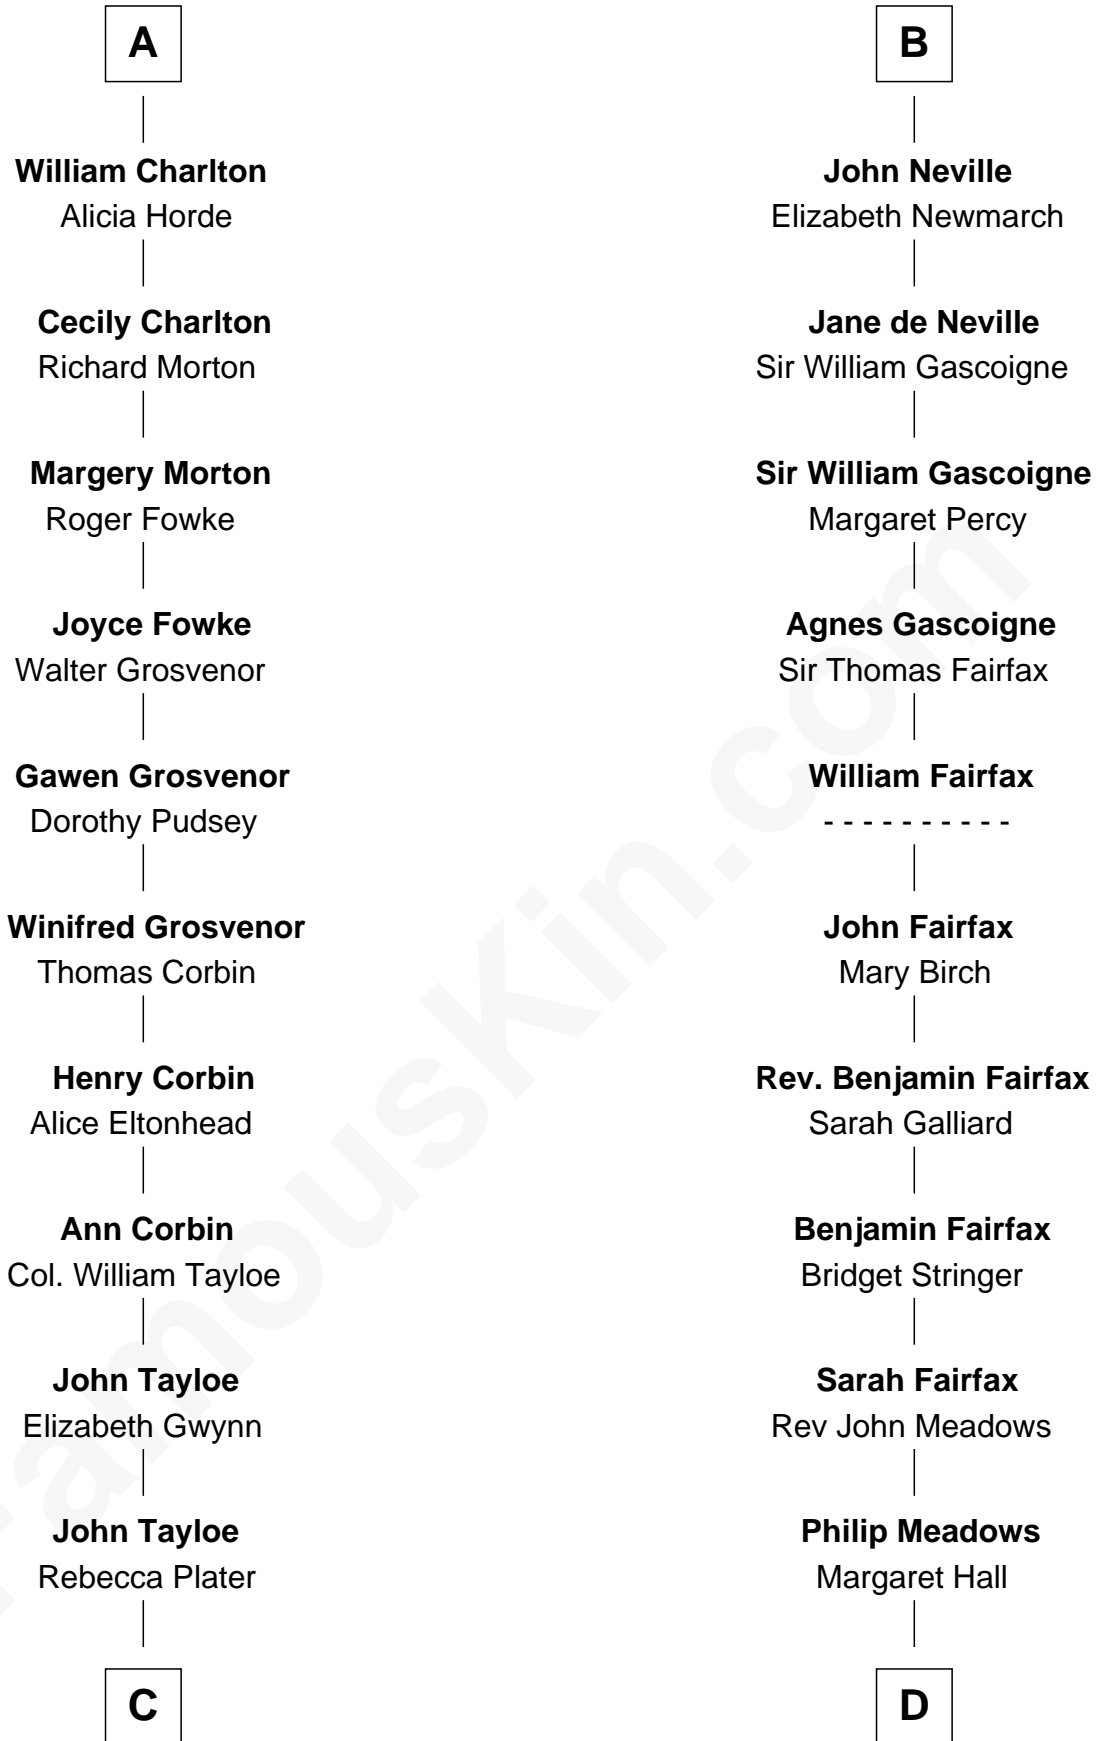 A
William Charlton
Alicia Horde
Cecily Charlton
Richard Morton
Margery Morton
Roger Fowke
Joyce Fowke
Walter Grosvenor
Gawen Grosvenor
Dorothy Pudsey
Winifred Grosvenor
Thomas Corbin
Henry Corbin
Alice Eltonhead
Ann Corbin
Col. William Tayloe
John Tayloe
Elizabeth Gwynn
John Tayloe
Rebecca Plater
C
B
John Neville
Elizabeth Newmarch
Jane de Neville
Sir William Gascoigne
Sir William Gascoigne
Margaret Percy
Agnes Gascoigne
Sir Thomas Fairfax
William Fairfax
- - - - - - - - - -
John Fairfax
Mary Birch
Rev. Benjamin Fairfax
Sarah Galliard
Benjamin Fairfax
Bridget Stringer
Sarah Fairfax
Rev John Meadows
Philip Meadows
Margaret Hall
D
FamousKin.com